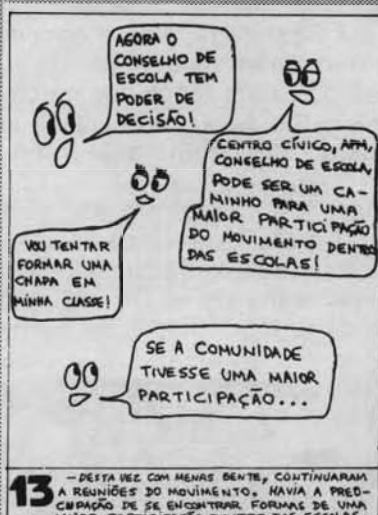 AGORA O
CONSELHO DE
ESCOLA TEM
PODER DE
DECISÃO!
CENTRO CÍVICO, APM,
CONSELHO DE ESCOLA,
PODE SER UM CA-
MINHO PARA UMA
MAIOR PARTICIPAÇÃO
DO MOVIMENTO DENTRO
DAS ESCOLAS!
VOU TENTAR
FORMAR UMA
CHAPA EM
MINHA CLASSE!
SE A COMUNIDADE
TIVESSE UMA MAIOR
PARTICIPAÇÃO...
13 - DESTA VEZ COM MENAS GENTE, CONTINUARAM
A REUNIÕES DO MOVIMENTO. HAVIA A PREO-
CUPAÇÃO DE SE ENCONTRAR FORMAS DE UMA